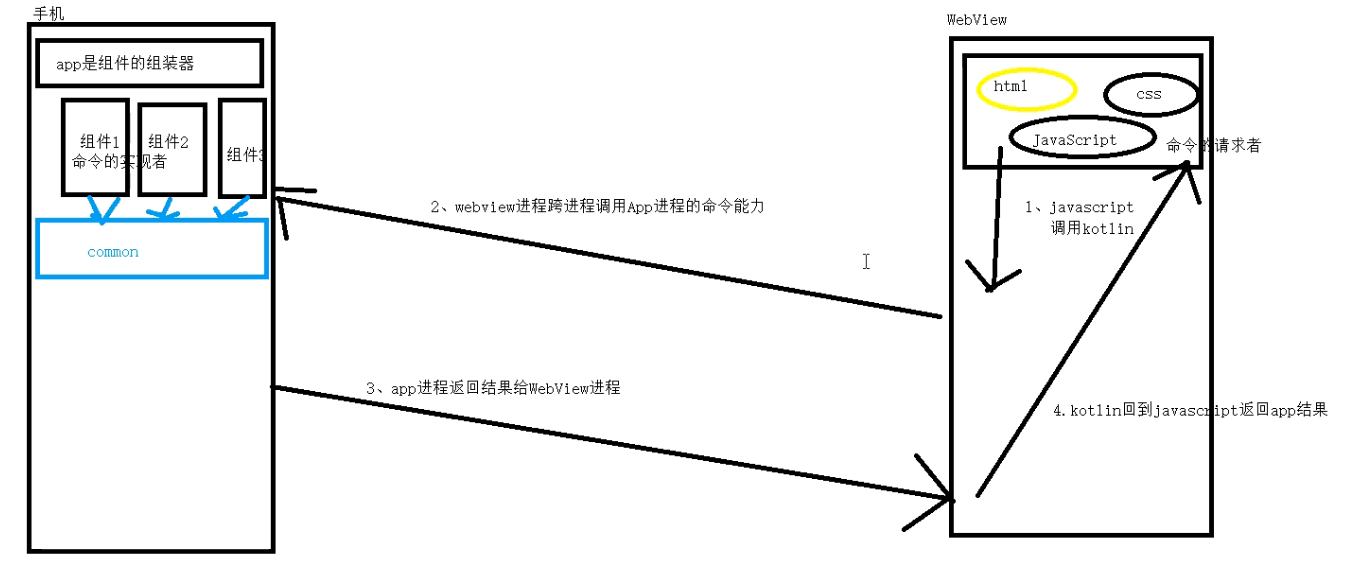 手机
WebView
app是组件的组装器
html
css
JavaScript
命令的请求者
组件1
组件2
组件3
命令的实现者
common
1、javascript
调用kotlin
2、webview进程跨进程调用App进程的命令能力
3、app进程返回结果给WebView进程
4.kotlin回到javascript返回app结果